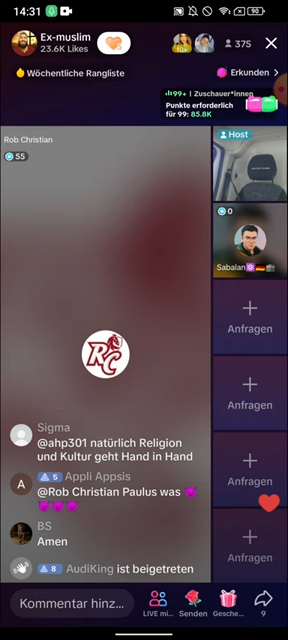 14:31
90
Ex-muslim
23.6K Likes
10+
375
Wöchentliche Rangliste
Erkunden >
99+ | Zuschauer*innen
Punkte erforderlich
für 99: 85.8K
Rob Christian
55
Host
RC
0
Sabalan
Anfragen
Anfragen
Anfragen
Anfragen
Sigma
@ahp301 natürlich Religion
und Kultur geht Hand in Hand
A
5 Appli Appsis
@Rob Christian Paulus was 😈
😈😈😈
BS
Amen
8 AudiKing ist beigetreten
Kommentar hinz...
LIVE mi...
Senden
Gesche...
9